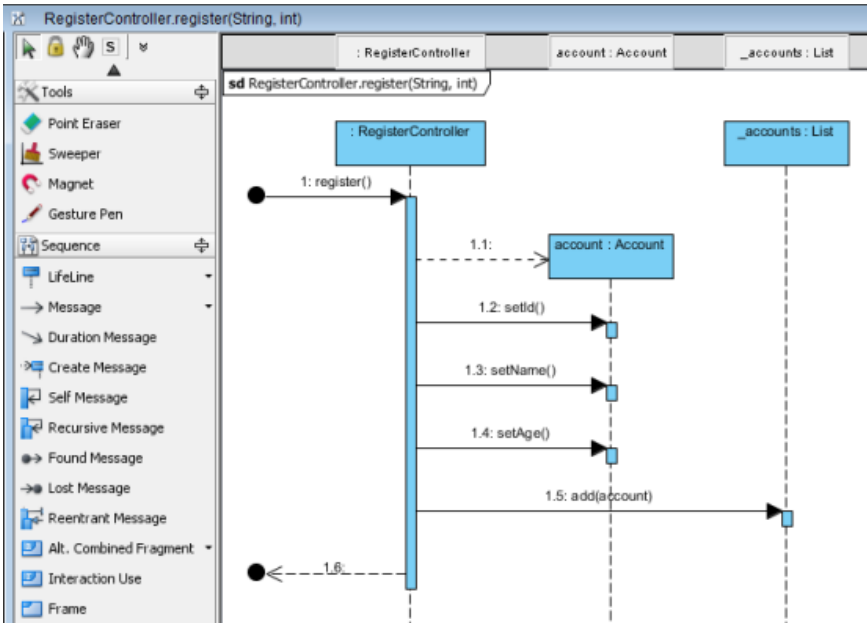 RegisterController.register(String, int)
S
: RegisterController
account : Account
_accounts : List
Tools
Point Eraser
Sweeper
Magnet
Gesture Pen
Sequence
LifeLine
Message
Duration Message
Create Message
Self Message
Recursive Message
Found Message
Lost Message
Reentrant Message
Alt. Combined Fragment
Interaction Use
Frame
sd RegisterController.register(String, int)
: RegisterController
_accounts : List
1: register()
1.1:
account : Account
1.2: setId()
1.3: setName()
1.4: setAge()
1.5: add(account)
1.6: